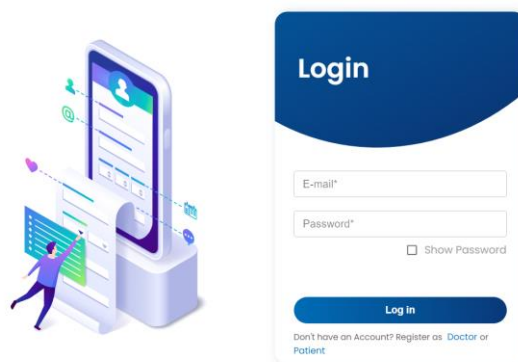 Login
E-mail*
Password*
Show Password
Log in
Don't have an Account? Register as Doctor or
Patient